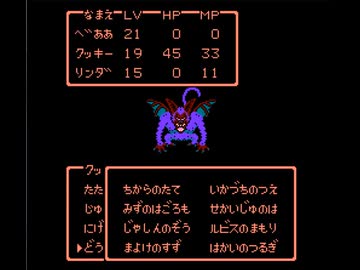 なまえ LV HP MP
へ゛ああ 21 0 0
クッキー 19 45 33
リンダ 15 0 11
クッ
たた ちからのたて いかづちのつえ
じゅ みずのはごろも せかいじゅのは
にげ じゃしんのぞう ルビスのまもり
▶どう まよけのすず はかいのつるぎ